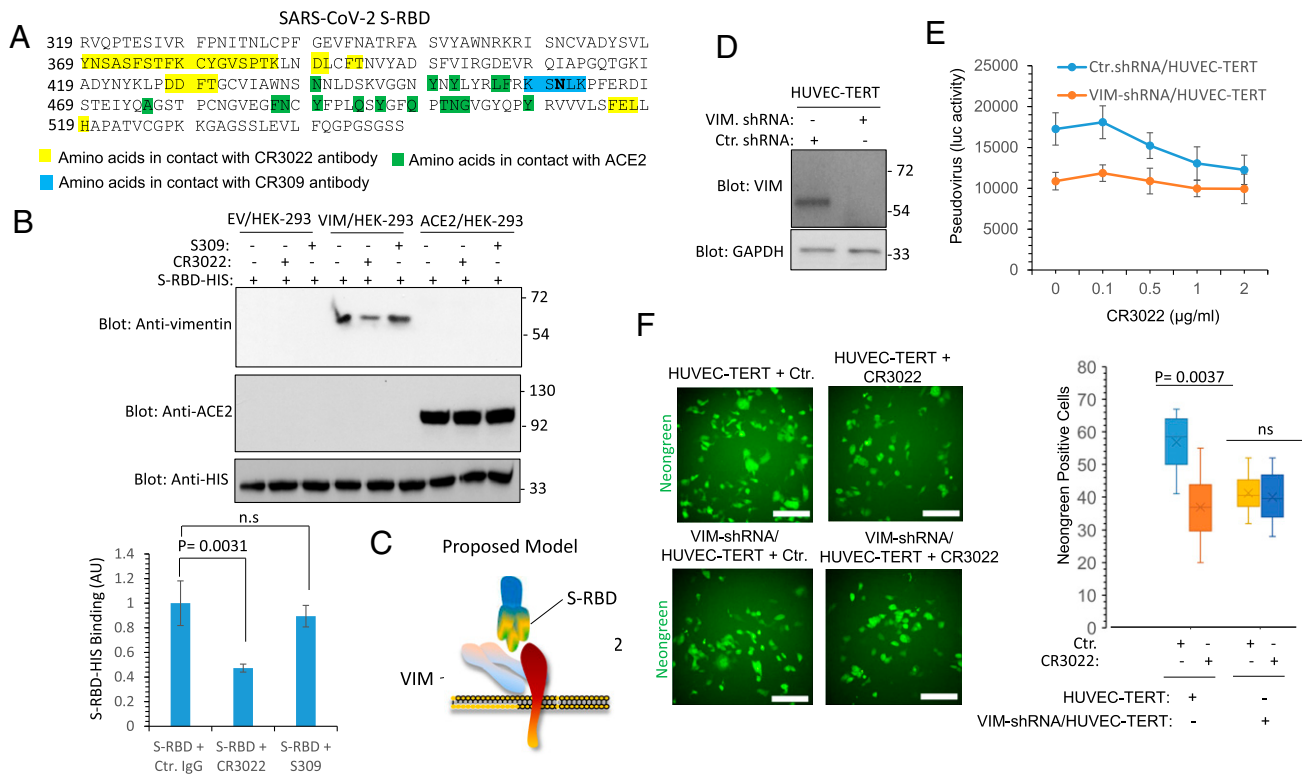 A
SARS-CoV-2 S-RBD
319 RVQPTESIVR FPNITNLCPF GEVFNATRFA SVYAWNRKRI SNCVADYSVL
369 YNSASFSTFK CYGVSPTKLN DLCFTNVYAD SFVIRGDEVR QIAPGQTGKI
419 ADYNYKLPDD FTGCVIAWNS NNLDSKVGGN YNYLYRLFRK SNLKPFERDI
469 STEIYQAGST PCNGVEGFNC YFPLQSYGFQ PTNGVGYQPY RVVVLSFELL
519 HAPATVCGPK KGAGSSLEVL FQGPGSGSS
Amino acids in contact with CR3022 antibody
Amino acids in contact with ACE2
Amino acids in contact with CR309 antibody
B
EV/HEK-293 VIM/HEK-293 ACE2/HEK-293
S309: - - + - - + - - +
CR3022: - + - - + - - + -
S-RBD-HIS: + + + + + + + + +
Blot: Anti-vimentin
- 72
- 54
Blot: Anti-ACE2
130
- 92
Blot: Anti-HIS
- 33
n.s
P= 0.0031
S-RBD-HIS Binding (AU)
1.4
1.2
1
0.8
0.6
0.4
0.2
0
S-RBD + Ctr. IgG
S-RBD + CR3022
S-RBD + S309
C
Proposed Model
S-RBD
2
VIM -
D
HUVEC-TERT
VIM. shRNA: - +
Ctr. shRNA: + -
Blot: VIM
-72
-54
Blot: GAPDH
-33
E
Ctr.shRNA/HUVEC-TERT
VIM-shRNA/HUVEC-TERT
Pseudovirus (luc activity)
25000
20000
15000
10000
5000
0
0 0.1 0.5 1 2
CR3022 (µg/ml)
F
HUVEC-TERT + Ctr.
HUVEC-TERT +
CR3022
Neongreen
VIM-shRNA/
HUVEC-TERT + Ctr.
VIM-shRNA/
HUVEC-TERT + CR3022
Neongreen
P= 0.0037
ns
Neongreen Positive Cells
80
70
60
50
40
30
20
10
0
Ctr. + - + -
CR3022: - + - +
HUVEC-TERT: + -
VIM-shRNA/HUVEC-TERT: - +